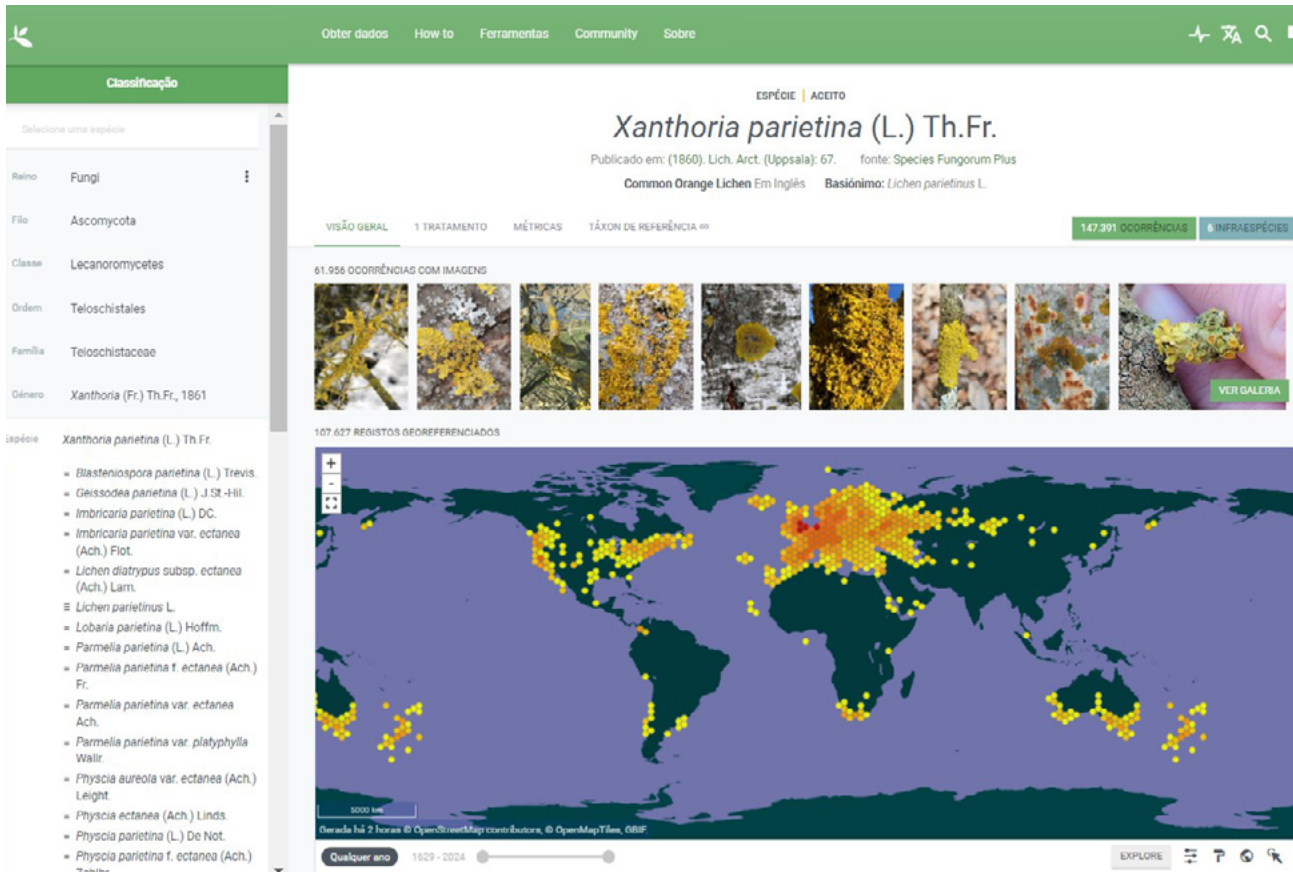 Obter dados How-to Ferramentas Community Sobre
Classificação
Selecione uma espécie
Reino Fungi
Filo Ascomycota
Classe Lecanoromycetes
Ordem Teloschistales
Família Teloschistaceae
Género Xanthoria (Fr.) Th.Fr., 1861
Espécie Xanthoria parietina (L.) Th.Fr.
= Blasteniospora parietina (L.) Trevis.
= Geissodea parietina (L.) J.St.-Hil.
= Imbricaria parietina (L.) DC.
= Imbricaria parietina var. ectanea
(Ach.) Flot.
= Lichen diatrypus subsp. ectanea
(Ach.) Lam.
≡ Lichen parietinus L.
= Lobaria parietina (L.) Hoffm.
= Parmelia parietina (L.) Ach.
= Parmelia parietina f. ectanea (Ach.)
Fr.
= Parmelia parietina var. ectanea
Ach.
= Parmelia parietina var. platyphylla
Wallr.
= Physcia aureola var. ectanea (Ach.)
Leight.
= Physcia ectanea (Ach.) Linds.
= Physcia parietina (L.) De Not.
= Physcia parietina f. ectanea (Ach.)
ESPÉCIE | ACEITO
Xanthoria parietina (L.) Th.Fr.
Publicado em: (1860). Lich. Arct. (Uppsala): 67. fonte: Species Fungorum Plus
Common Orange Lichen Em Inglês Basiónimo: Lichen parietinus L.
VISÃO GERAL 1 TRATAMENTO MÉTRICAS TÁXON DE REFERÊNCIA
147.391 OCORRÊNCIAS 6 INFRAESPÉCIES
61.956 OCORRÊNCIAS COM IMAGENS
VER GALERIA
107.627 REGISTOS GEOREFERENCIADOS
+
-
5000 km
Gerada há 2 horas © OpenStreetMap contributors, © OpenMapTiles, GBIF.
Qualquer ano 1629 - 2024
EXPLORE